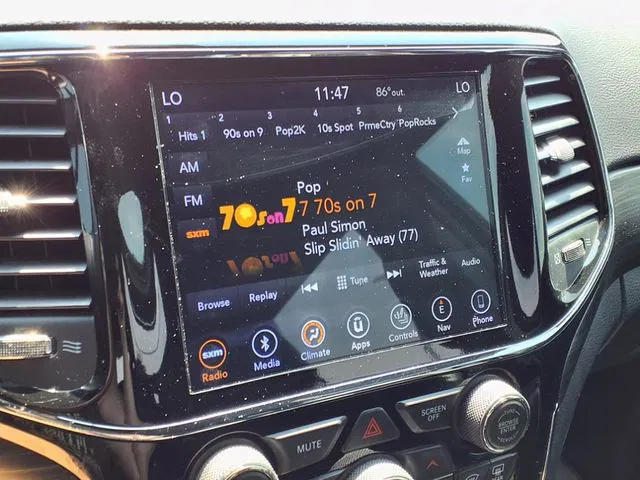 LO 11:47 86° out. LO
1 2 3 4 5 6
Hits 1 90s on 9 Pop2K 10s Spot PrmeCtry PopRocks
AM
Map
FM
Fav
sxm
70s on 7
Pop
7 70s on 7
Paul Simon
Slip Slidin' Away (77)
Browse Replay Tune Traffic & Weather Audio
sxm
Radio Media Climate Apps Controls E Nav Phone
MUTE
SCREEN OFF
BROWSE
ENTER
REAR